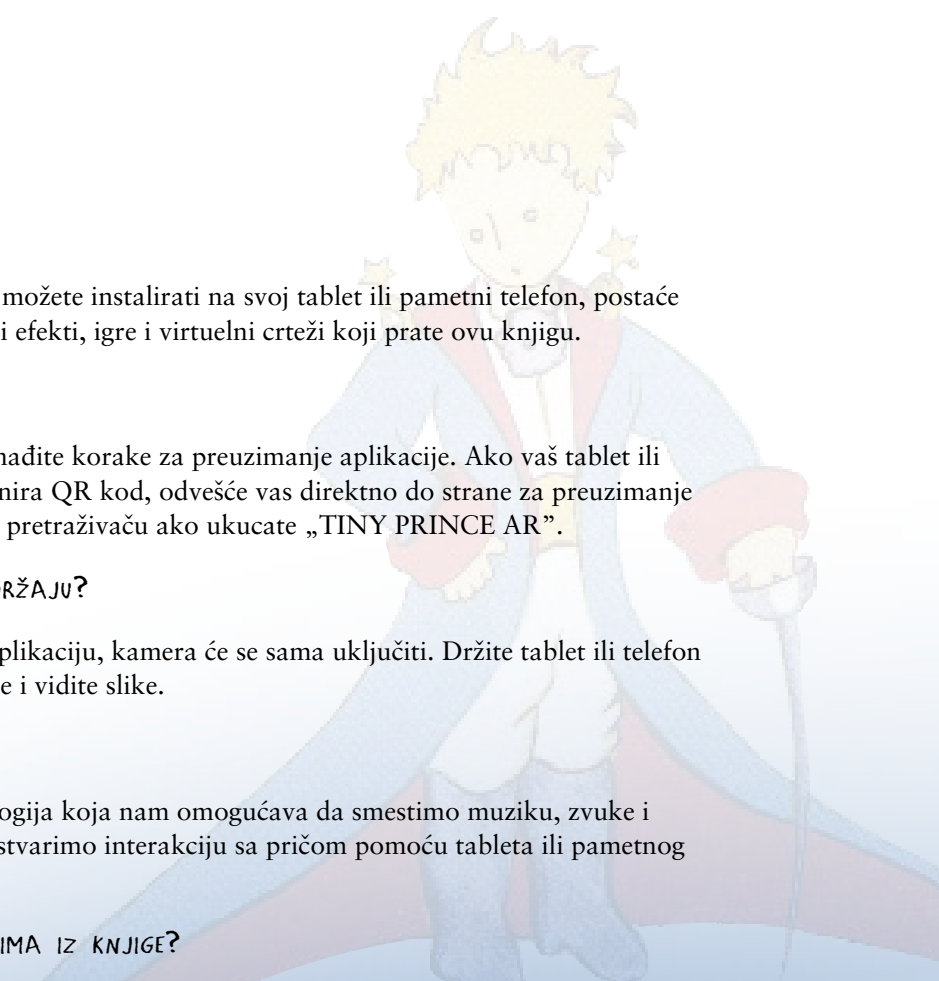 možete instalirati na svoj tablet ili pametni telefon, postaće
i efekti, igre i virtuelni crteži koji prate ovu knjigu.
nađite korake za preuzimanje aplikacije. Ako vaš tablet ili
nira QR kod, odvešće vas direktno do strane za preuzimanje
pretraživaču ako ukucate „TINY PRINCE AR”.
RŽAJU?
plikaciju, kamera će se sama uključiti. Držite tablet ili telefon
e i vidite slike.
ogija koja nam omogućava da smestimo muziku, zvuke i
stvarimo interakciju sa pričom pomoću tableta ili pametnog
IMA IZ KNJIGE?